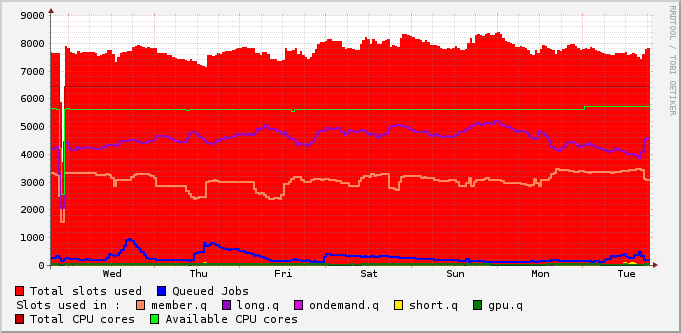 9000
8000
7000
6000
5000
4000
3000
2000
1000
0
Wed Thu Fri Sat Sun Mon Tue
RRDTOOL / TOBI OETIKER
Total slots used Queued Jobs
Slots used in : member.q long.q ondemand.q short.q gpu.q
Total CPU cores Available CPU cores